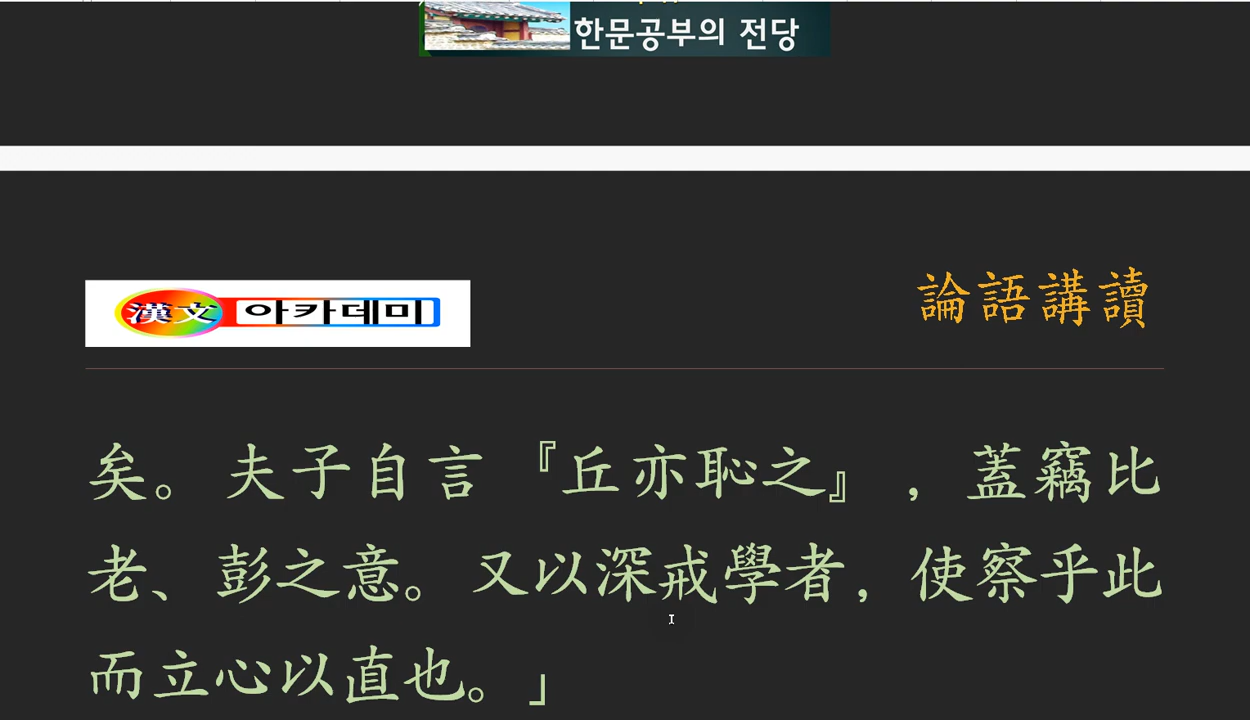 한문공부의 전당
漢文 아카데미
論語講讀
矣。夫子自言『丘亦恥之』，蓋竊比
老、彭之意。又以深戒學者，使察乎此
而立心以直也。」